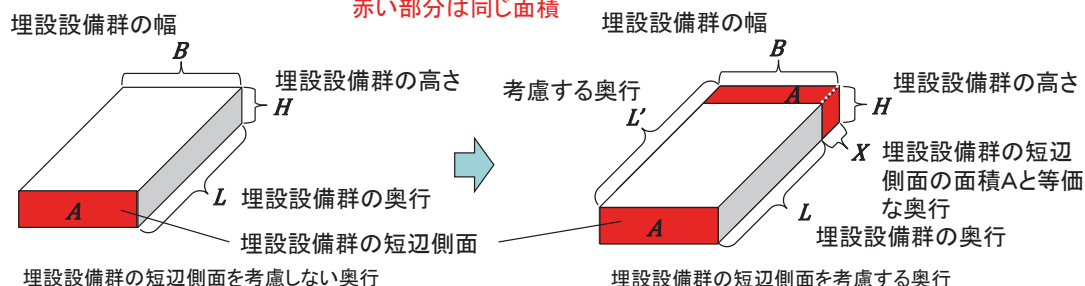 赤い部分は同じ面積
埋設設備群の幅
B
埋設設備群の高さ
H
A
L 埋設設備群の奥行
埋設設備群の短辺側面
埋設設備群の短辺側面を考慮しない奥行
埋設設備群の幅
B
考慮する奥行
L'
A
埋設設備群の高さ
H
X 埋設設備群の短辺
側面の面積Aと等価
な奥行
L
埋設設備群の奥行
A
埋設設備群の短辺側面を考慮する奥行